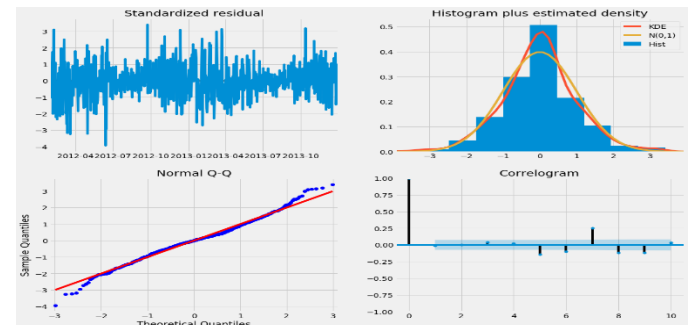 Standardized residual
3
2
1
0
−1
−2
−3
−4
2012 04 2012 07 2012 10 2013 01 2013 04 2013 07 2013 10
Histogram plus estimated density
KDE
N(0,1)
Hist
0.5
0.4
0.3
0.2
0.1
0.0
−3 −2 −1 0 1 2 3
Normal Q-Q
Sample Quantiles
3
2
1
0
−1
−2
−3
−4
−3 −2 −1 0 1 2 3
Theoretical Quantiles
Correlogram
1.00
0.75
0.50
0.25
0.00
−0.25
−0.50
−0.75
−1.00
0 2 4 6 8 10